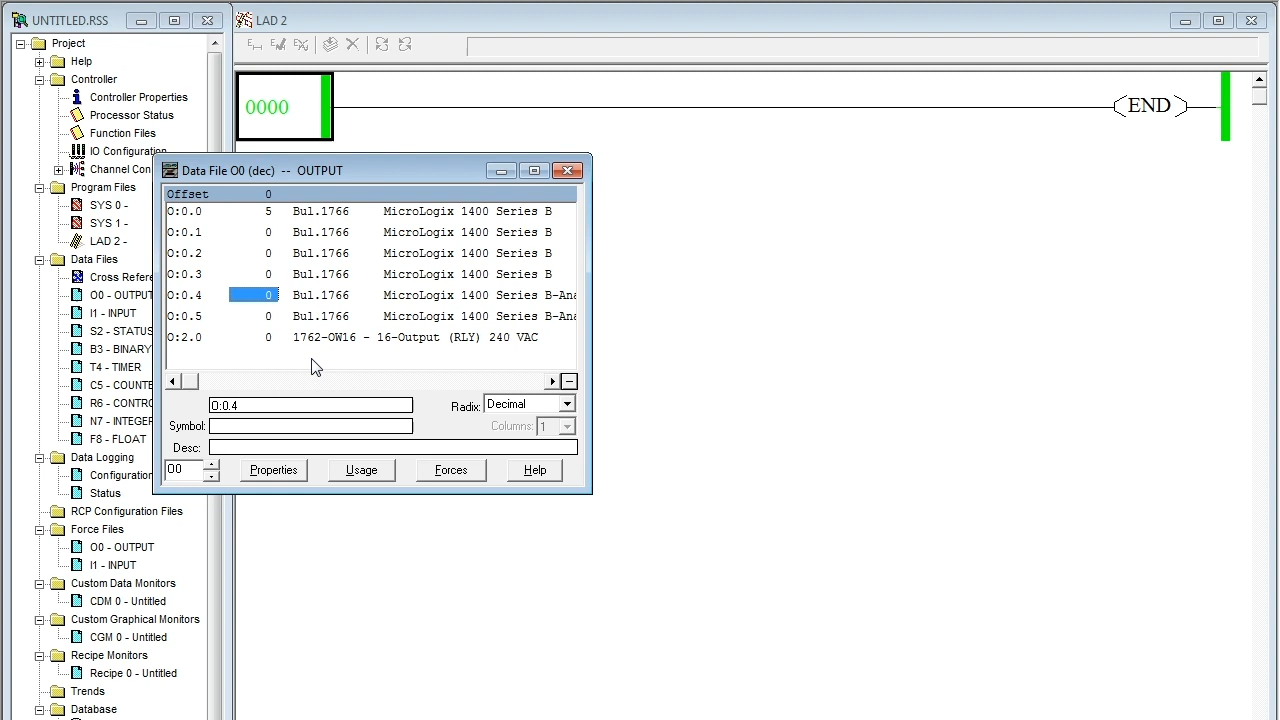 UNTITLED.RSS
Project
Help
Controller
Controller Properties
Processor Status
Function Files
IO Configuration
Channel Con
Program Files
SYS 0 -
SYS 1 -
LAD 2 -
Data Files
Cross Refere
O0 - OUTPUT
I1 - INPUT
S2 - STATUS
B3 - BINARY
T4 - TIMER
C5 - COUNTE
R6 - CONTRO
N7 - INTEGER
F8 - FLOAT
Data Logging
Configuration
Status
RCP Configuration Files
Force Files
O0 - OUTPUT
I1 - INPUT
Custom Data Monitors
CDM 0 - Untitled
Custom Graphical Monitors
CGM 0 - Untitled
Recipe Monitors
Recipe 0 - Untitled
Trends
Database
LAD 2
0000
END
Data File O0 (dec) -- OUTPUT
Offset 0
O:0.0 5 Bul.1766 MicroLogix 1400 Series B
O:0.1 0 Bul.1766 MicroLogix 1400 Series B
O:0.2 0 Bul.1766 MicroLogix 1400 Series B
O:0.3 0 Bul.1766 MicroLogix 1400 Series B
O:0.4 0 Bul.1766 MicroLogix 1400 Series B-Ana
O:0.5 0 Bul.1766 MicroLogix 1400 Series B-Ana
O:2.0 0 1762-OW16 - 16-Output (RLY) 240 VAC
O:0.4 Radix: Decimal
Symbol: Columns: 1
Desc:
O0 Properties Usage Forces Help